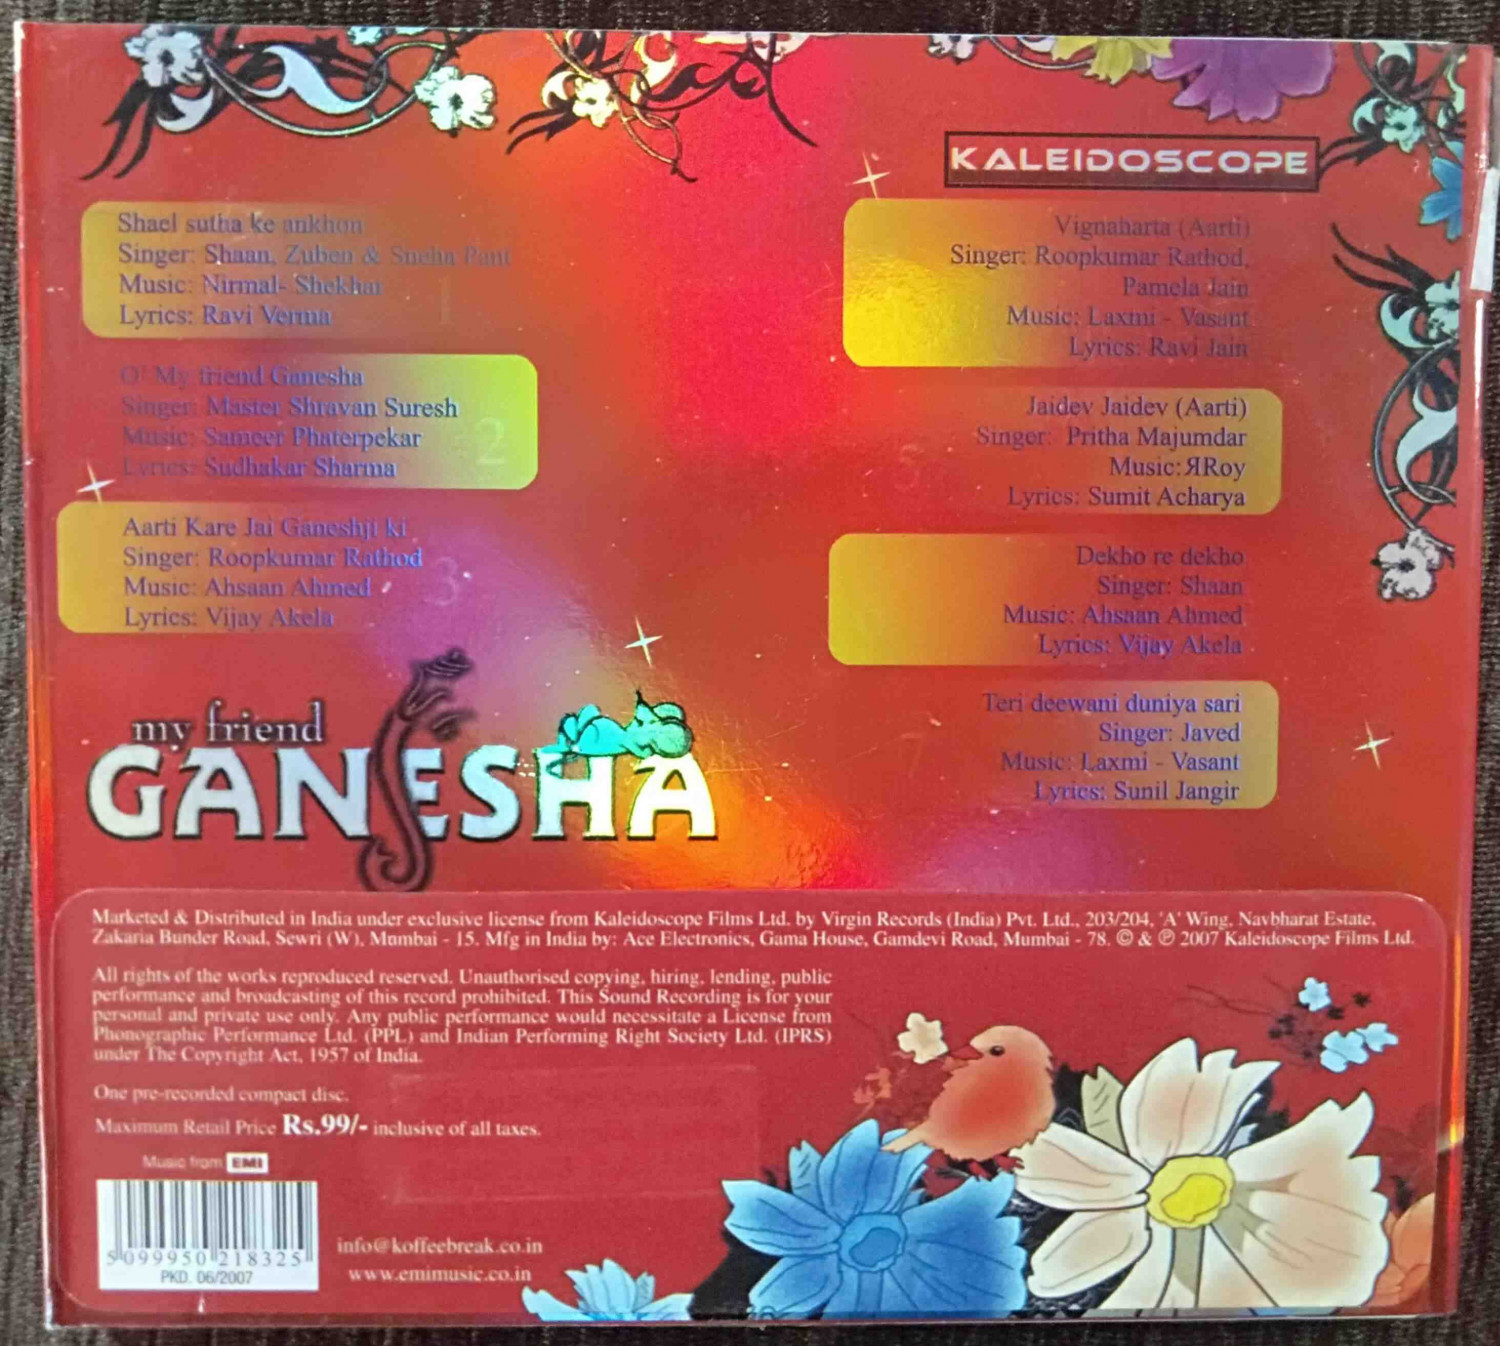 Shael sutha ke ankhon
Singer: Shaan, Zuben & Sneha Pant
Music: Nirmal- Shekhar
Lyrics: Ravi Verma
1
O' My friend Ganesha
Singer: Master Shravan Suresh
Music: Sameer Phaterpekar
Lyrics: Sudhakar Sharma
2
Aarti Kare Jai Ganeshji ki
Singer: Roopkumar Rathod
Music: Ahsaan Ahmed
Lyrics: Vijay Akela
3
my friend
GANESHA
KALEIDOSCOPE
Vignaharta (Aarti)
Singer: Roopkumar Rathod,
Pamela Jain
Music: Laxmi - Vasant
Lyrics: Ravi Jain
Jaidev Jaidev (Aarti)
Singer: Pritha Majumdar
Music:ЯRoy
Lyrics: Sumit Acharya
5
Dekho re dekho
Singer: Shaan
Music: Ahsaan Ahmed
Lyrics: Vijay Akela
Teri deewani duniya sari
Singer: Javed
Music: Laxmi - Vasant
Lyrics: Sunil Jangir
7
Marketed & Distributed in India under exclusive license from Kaleidoscope Films Ltd. by Virgin Records (India) Pvt. Ltd., 203/204, 'A' Wing, Navbharat Estate,
Zakaria Bunder Road, Sewri (W), Mumbai - 15. Mfg in India by: Ace Electronics, Gama House, Gamdevi Road, Mumbai - 78. © & ℗ 2007 Kaleidoscope Films Ltd.
All rights of the works reproduced reserved. Unauthorised copying, hiring, lending, public
performance and broadcasting of this record prohibited. This Sound Recording is for your
personal and private use only. Any public performance would necessitate a License from
Phonographic Performance Ltd. (PPL) and Indian Performing Right Society Ltd. (IPRS)
under The Copyright Act, 1957 of India.
One pre-recorded compact disc.
Maximum Retail Price Rs.99/- inclusive of all taxes.
Music from EMI
5 099950 218325
PKD. 06/2007
info@koffeebreak.co.in
www.emimusic.co.in